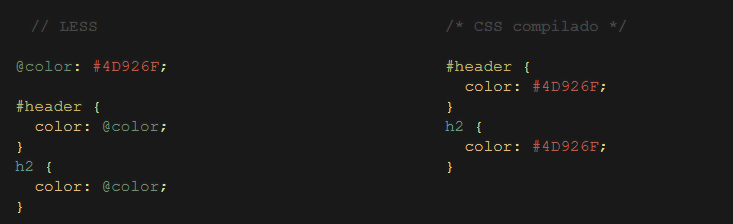 // LESS
@color: #4D926F;
#header {
  color: @color;
}
h2 {
  color: @color;
}
/* CSS compilado */
#header {
  color: #4D926F;
}
h2 {
  color: #4D926F;
}